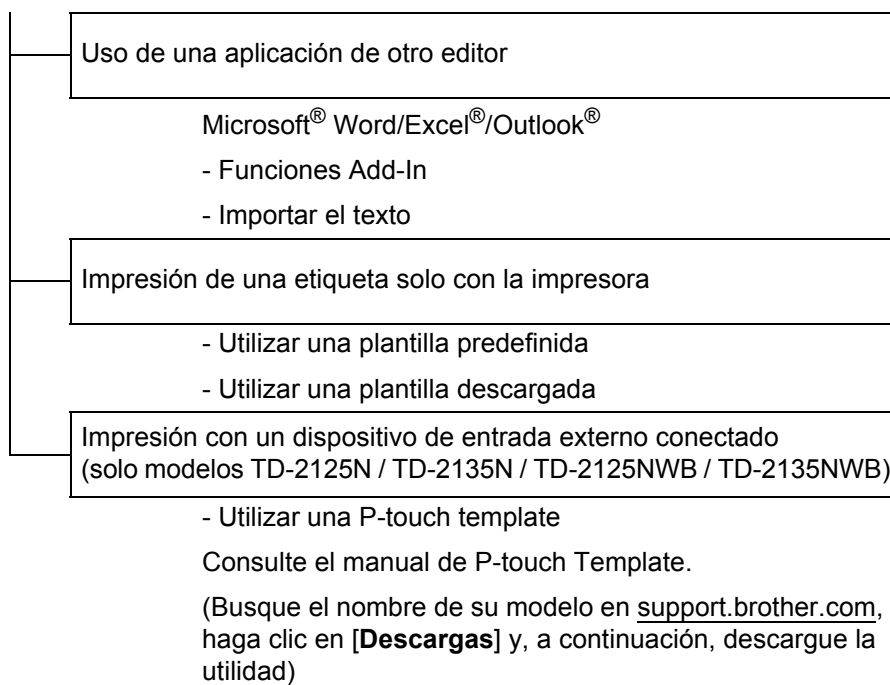 Uso de una aplicación de otro editor
Microsoft® Word/Excel®/Outlook®
- Funciones Add-In
- Importar el texto
Impresión de una etiqueta solo con la impresora
- Utilizar una plantilla predefinida
- Utilizar una plantilla descargada
Impresión con un dispositivo de entrada externo conectado
(solo modelos TD-2125N / TD-2135N / TD-2125NWB / TD-2135NWB)
- Utilizar una P-touch template
Consulte el manual de P-touch Template.
(Busque el nombre de su modelo en support.brother.com,
haga clic en [Descargas] y, a continuación, descargue la
utilidad)